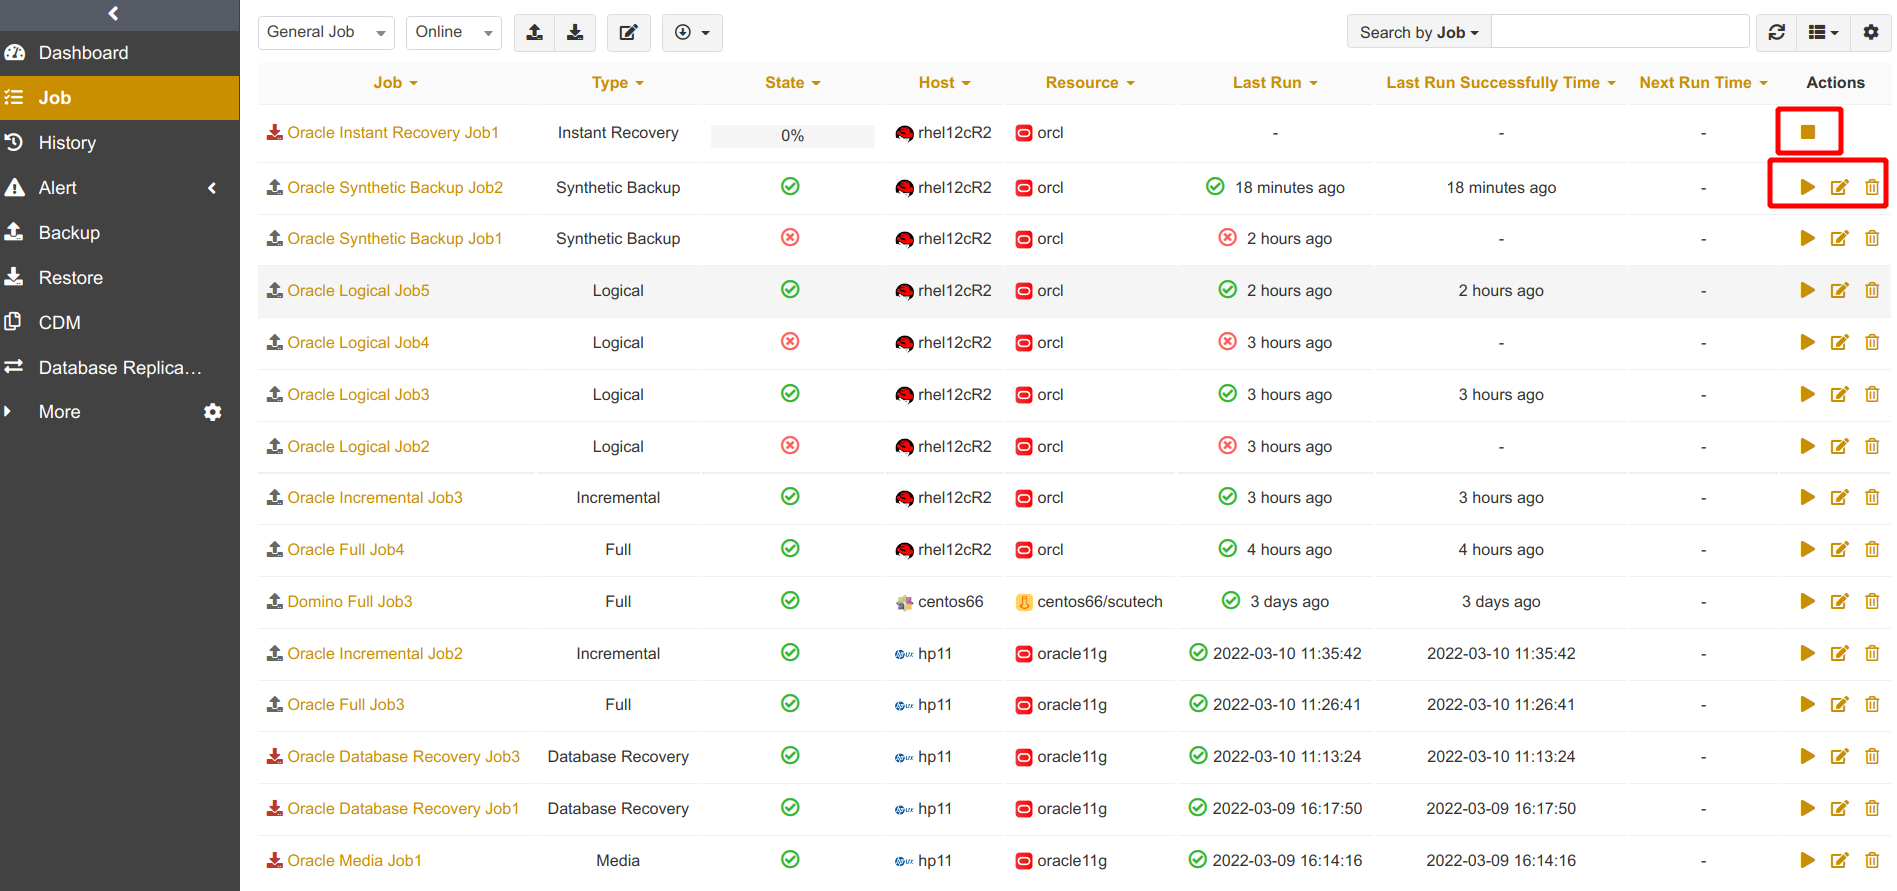 General Job
Online
Search by Job
Dashboard
Job
History
Alert
Backup
Restore
CDM
Database Replica...
More
Job Type State Host Resource Last Run Last Run Successfully Time Next Run Time Actions
Oracle Instant Recovery Job1 Instant Recovery 0% rhel12cR2 orcl - - -
Oracle Synthetic Backup Job2 Synthetic Backup rhel12cR2 orcl 18 minutes ago 18 minutes ago -
Oracle Synthetic Backup Job1 Synthetic Backup rhel12cR2 orcl 2 hours ago - -
Oracle Logical Job5 Logical rhel12cR2 orcl 2 hours ago 2 hours ago -
Oracle Logical Job4 Logical rhel12cR2 orcl 3 hours ago - -
Oracle Logical Job3 Logical rhel12cR2 orcl 3 hours ago 3 hours ago -
Oracle Logical Job2 Logical rhel12cR2 orcl 3 hours ago - -
Oracle Incremental Job3 Incremental rhel12cR2 orcl 3 hours ago 3 hours ago -
Oracle Full Job4 Full rhel12cR2 orcl 4 hours ago 4 hours ago -
Domino Full Job3 Full centos66 centos66/scutech 3 days ago 3 days ago -
Oracle Incremental Job2 Incremental hp11 oracle11g 2022-03-10 11:35:42 2022-03-10 11:35:42 -
Oracle Full Job3 Full hp11 oracle11g 2022-03-10 11:26:41 2022-03-10 11:26:41 -
Oracle Database Recovery Job3 Database Recovery hp11 oracle11g 2022-03-10 11:13:24 2022-03-10 11:13:24 -
Oracle Database Recovery Job1 Database Recovery hp11 oracle11g 2022-03-09 16:17:50 2022-03-09 16:17:50 -
Oracle Media Job1 Media hp11 oracle11g 2022-03-09 16:14:16 2022-03-09 16:14:16 -